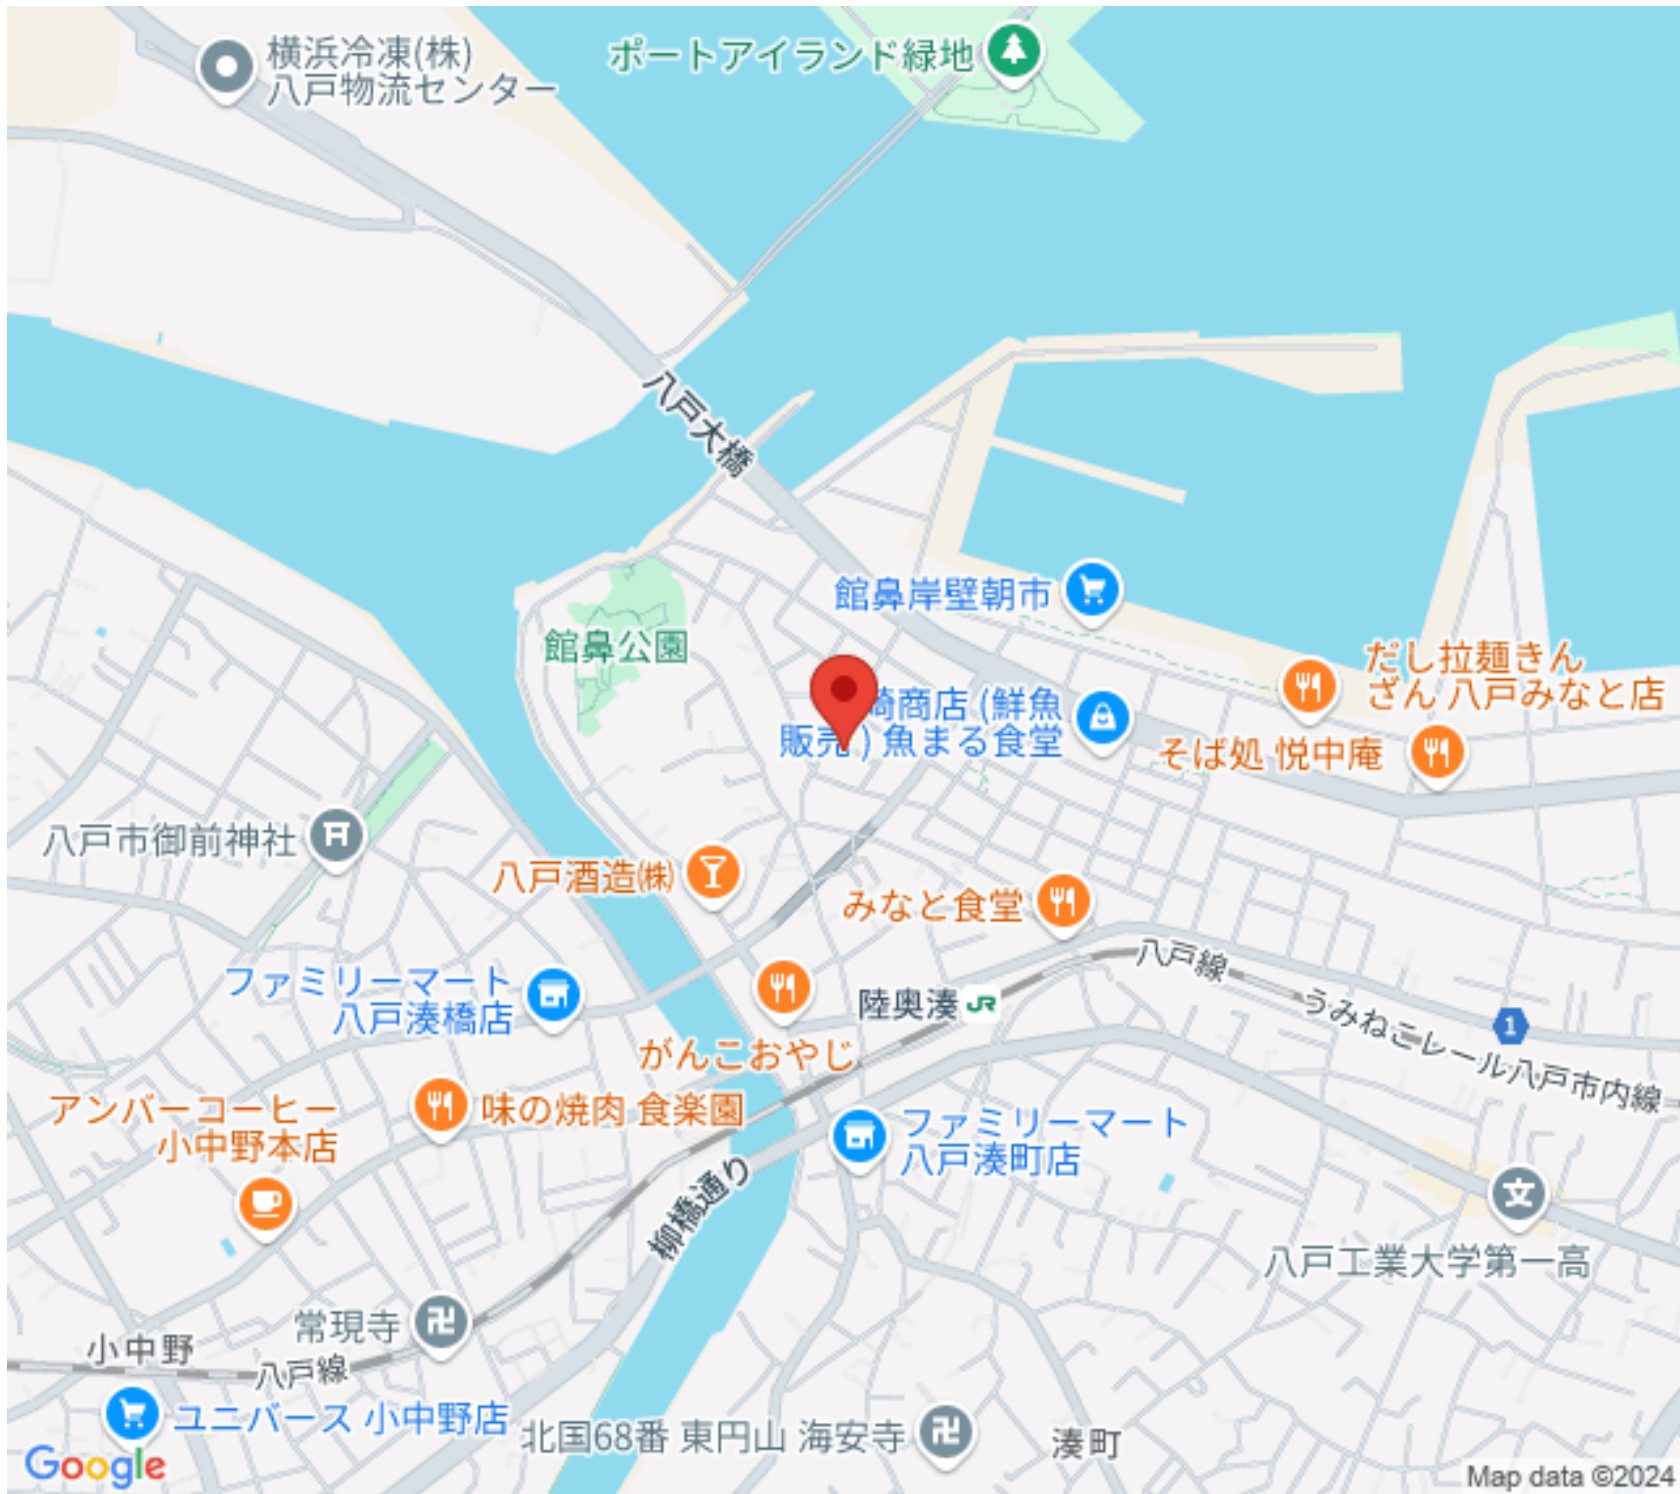 横浜冷凍(株)
八戸物流センター
ポートアイランド緑地
八戸大橋
館鼻岸壁朝市
館鼻公園
だし拉麺きん
ざん 八戸みなと店
商店 (鮮魚
販売 ) 魚まる食堂
そば処 悦中庵
八戸市御前神社
八戸酒造㈱
みなと食堂
八戸線
ファミリーマート
八戸湊橋店
陸奥湊 JR
うみねこレール八戸市内線
1
がんこおやじ
アンバーコーヒー
小中野本店
味の焼肉 食楽園
ファミリーマート
八戸湊町店
柳橋通り
文
八戸工業大学第一高
常現寺
小中野
八戸線
ユニバース 小中野店
北国68番 東円山 海安寺
湊町
Google
Map data ©2024